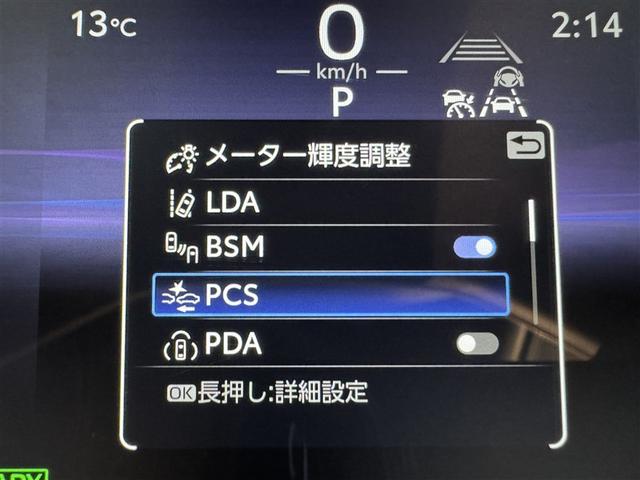 13℃
0
2:14
km/h
P
メーター輝度調整
LDA
BSM
PCS
PDA
OK長押し:詳細設定